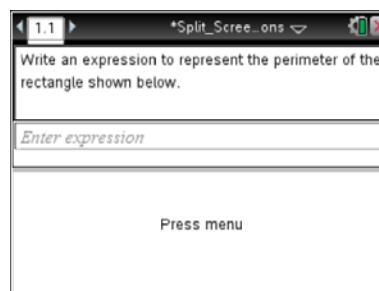 1.1
*Split_Scree…ons
Write an expression to represent the perimeter of the
rectangle shown below.
Enter expression
Press menu